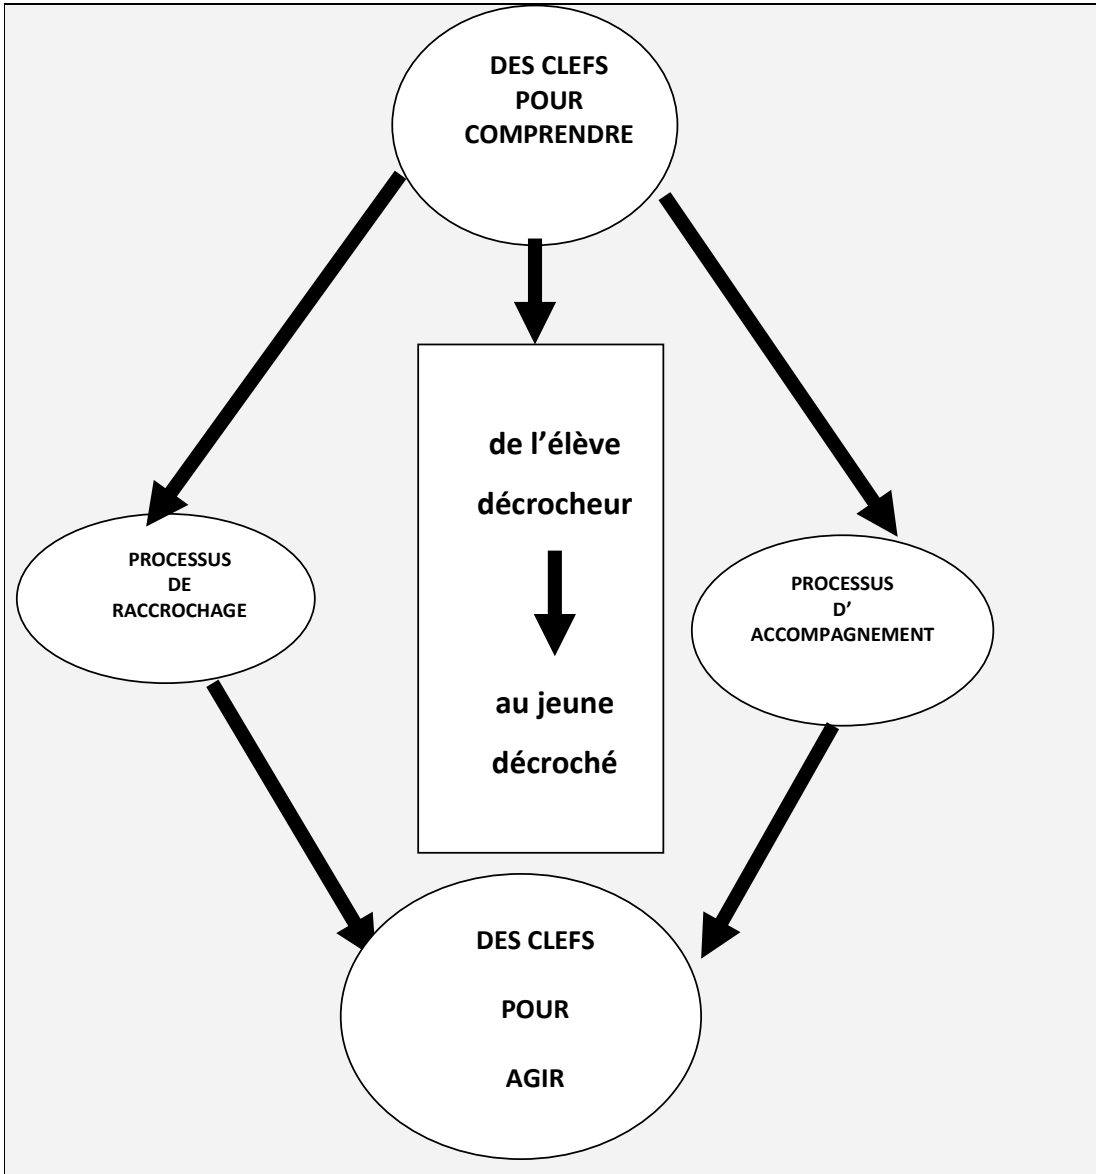 DES CLEFS
POUR
COMPRENDRE
de l’élève
décrocheur
au jeune
décroché
PROCESSUS
DE
RACCROCHAGE
PROCESSUS
D’
ACCOMPAGNEMENT
DES CLEFS
POUR
AGIR